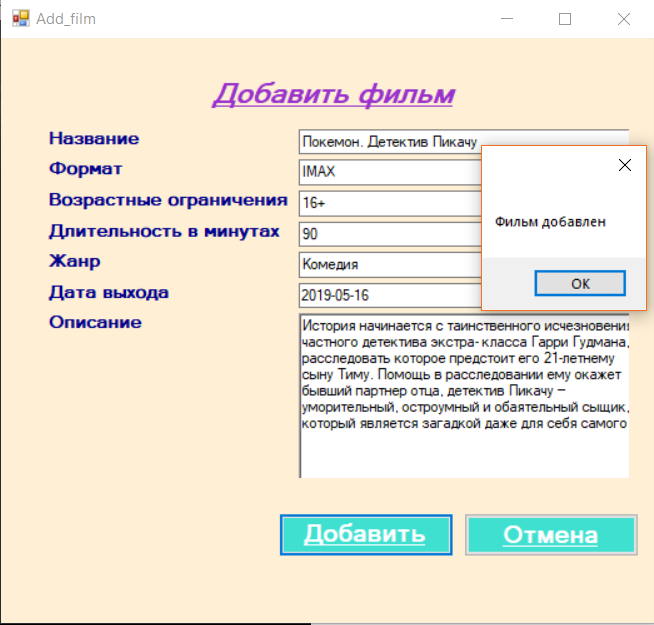 Add_film
Добавить фильм
Название
Покемон. Детектив Пикачу
Формат
IMAX
Возрастные ограничения
16+
Длительность в минутах
90
Жанр
Комедия
Дата выхода
2019-05-16
Фильм добавлен
OK
Описание
История начинается с таинственного
частного детектива экстра-класса Гарри Гудмана,
расследовать которое предстоит его 21-летнему
сыну Тиму. Помощь в расследовании ему окажет
бывший партнер отца, детектив Пикачу –
уморительный, остроумный и обаятельный сыщик,
который является загадкой даже для себя самого
Добавить
Отмена